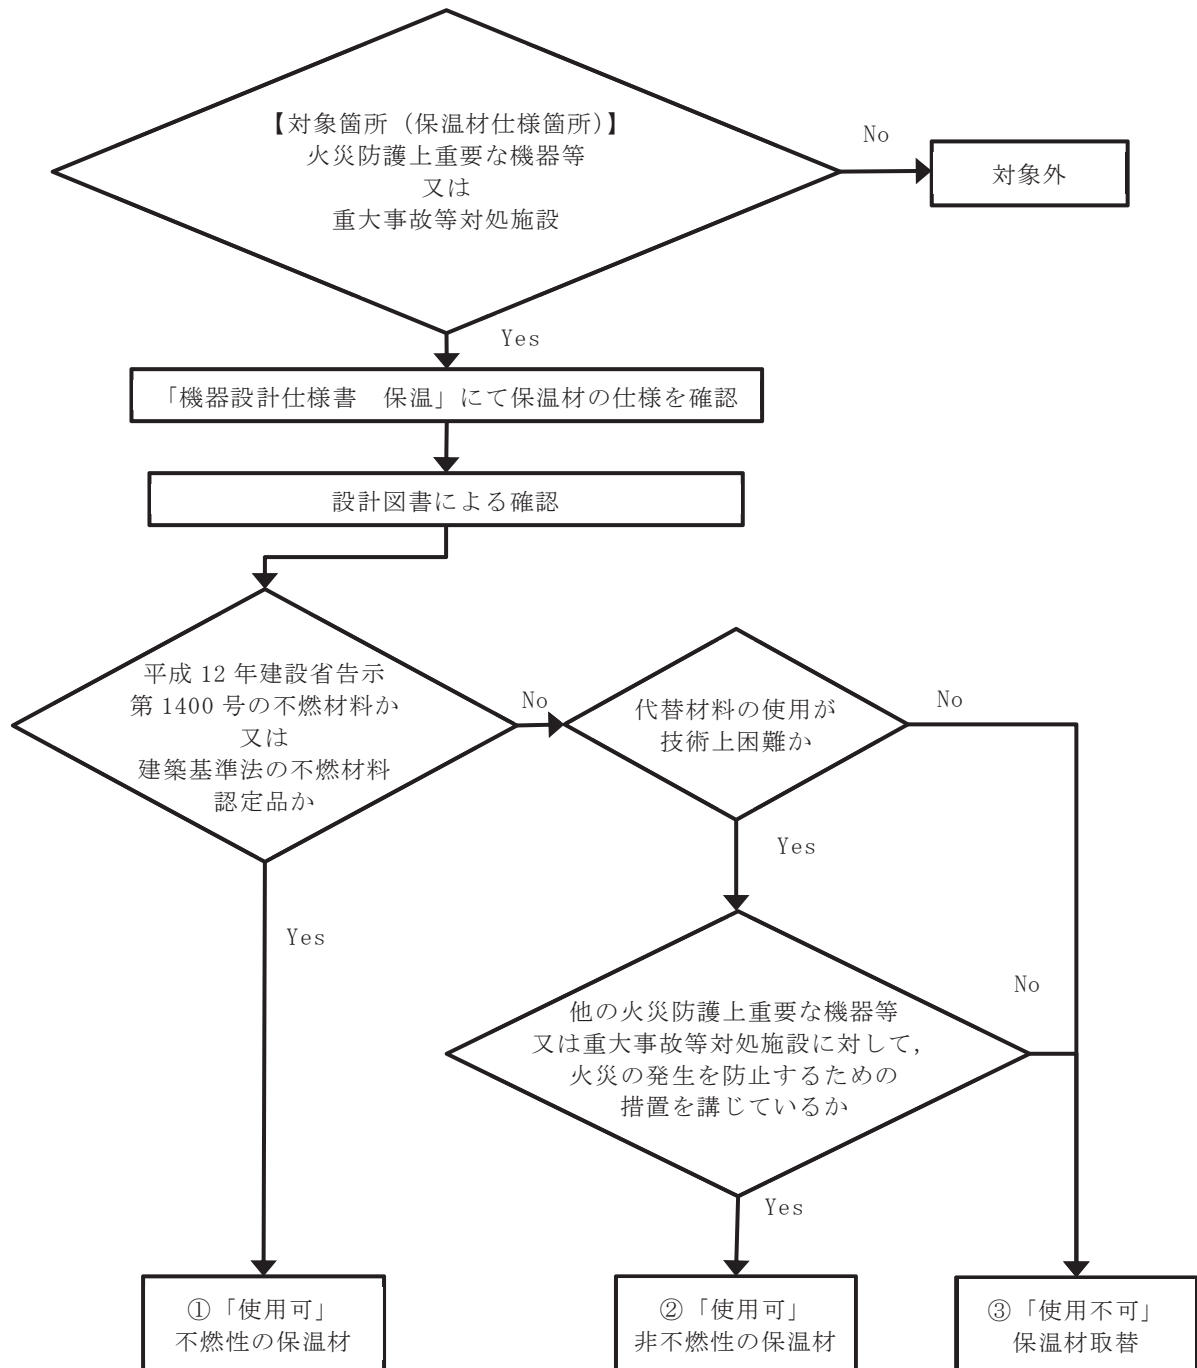 【対象箇所（保温材仕様箇所）】
火災防護上重要な機器等
又は
重大事故等対処施設
No
対象外
Yes
「機器設計仕様書　保温」にて保温材の仕様を確認
設計図書による確認
平成 12 年建設省告示
第 1400 号の不燃材料か
又は
建築基準法の不燃材料
認定品か
No
代替材料の使用が
技術上困難か
No
Yes
Yes
他の火災防護上重要な機器等
又は重大事故等対処施設に対して，
火災の発生を防止するための
措置を講じているか
No
Yes
①「使用可」
不燃性の保温材
②「使用可」
非不燃性の保温材
③「使用不可」
保温材取替